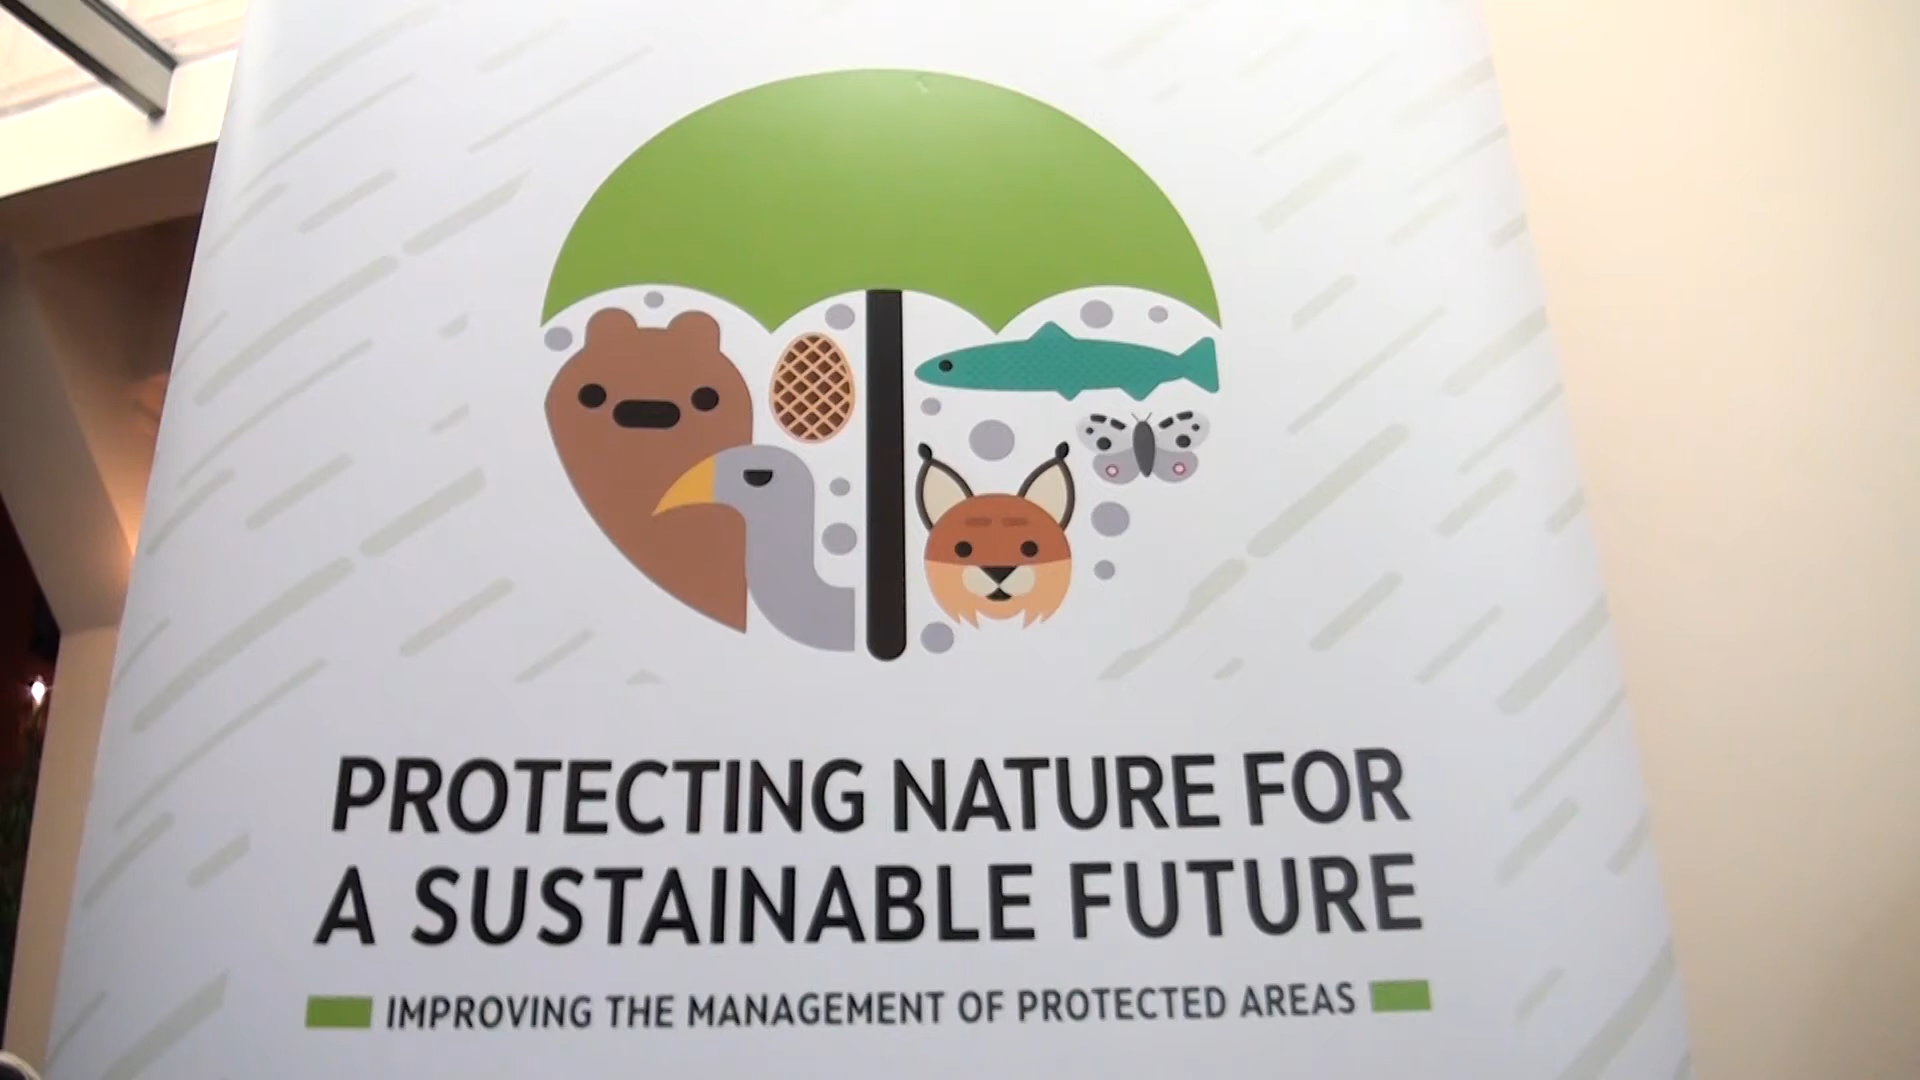 PROTECTING NATURE FOR
A SUSTAINABLE FUTURE
IMPROVING THE MANAGEMENT OF PROTECTED AREAS